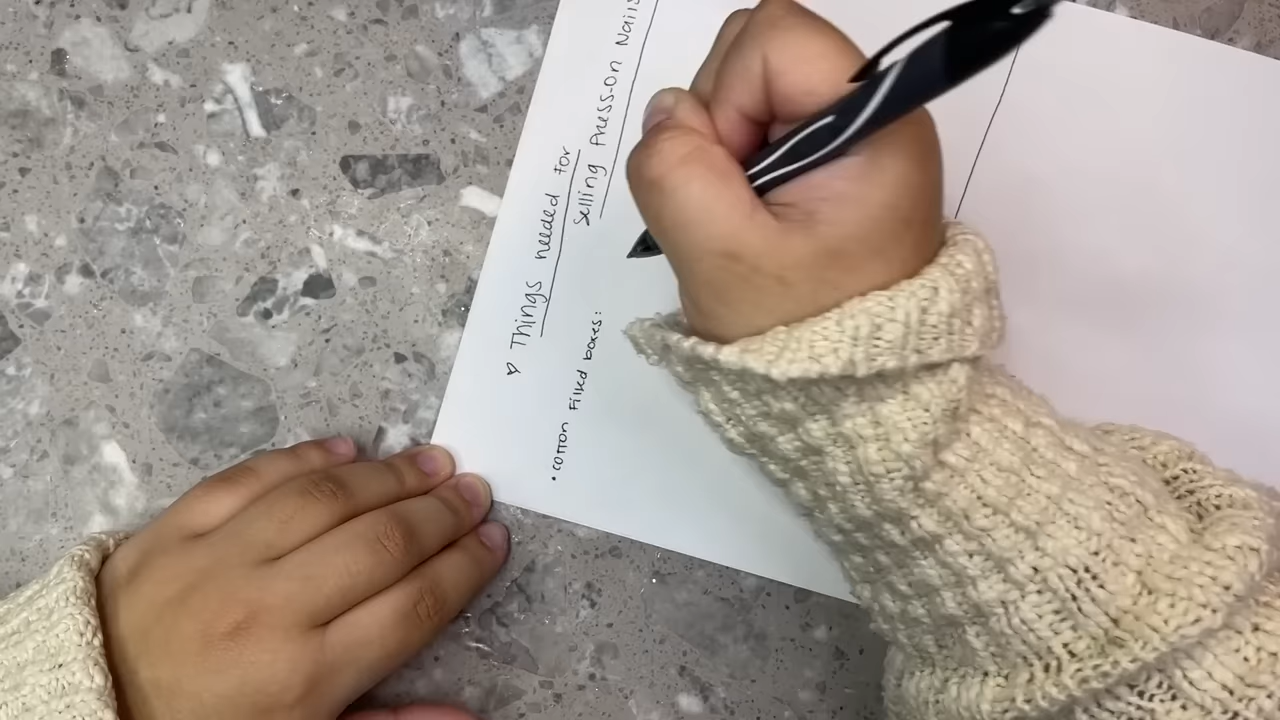 ♡ Things needed for
Selling Press-On Nails
• cotton filled boxes: